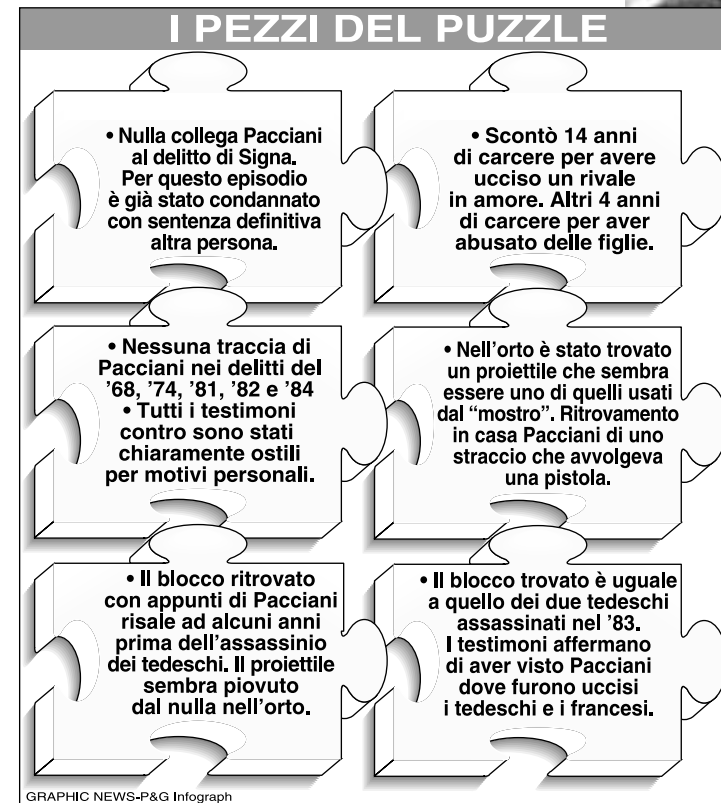 I PEZZI DEL PUZZLE
• Nulla collega Pacciani
al delitto di Signa.
Per questo episodio
è già stato condannato
con sentenza definitiva
altra persona.
• Scontò 14 anni
di carcere per avere
ucciso un rivale
in amore. Altri 4 anni
di carcere per aver
abusato delle figlie.
• Nessuna traccia di
Pacciani nei delitti del
’68, ’74, ’81, ’82 e ’84
• Tutti i testimoni
contro sono stati
chiaramente ostili
per motivi personali.
• Nell’orto è stato trovato
un proiettile che sembra
essere uno di quelli usati
dal “mostro”. Ritrovamento
in casa Pacciani di uno
straccio che avvolgeva
una pistola.
• Il blocco ritrovato
con appunti di Pacciani
risale ad alcuni anni
prima dell’assassinio
dei tedeschi. Il proiettile
sembra piovuto
dal nulla nell’orto.
• Il blocco trovato è uguale
a quello dei due tedeschi
assassinati nel ’83.
I testimoni affermano
di aver visto Pacciani
dove furono uccisi
i tedeschi e i francesi.
GRAPHIC NEWS-P&G Infograph